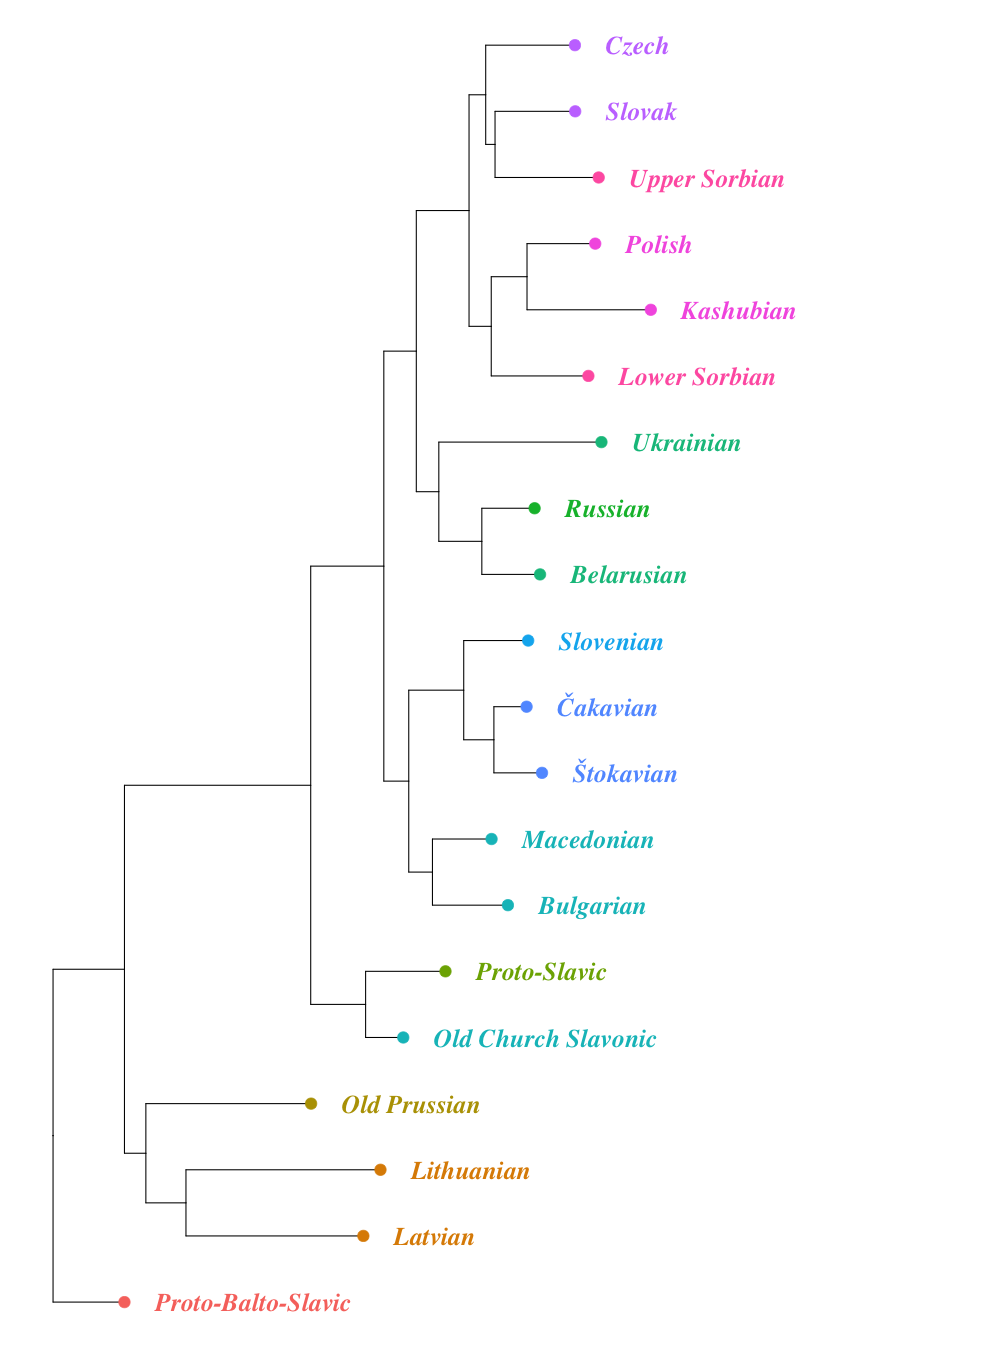 Czech
Slovak
Upper Sorbian
Polish
Kashubian
Lower Sorbian
Ukrainian
Russian
Belarusian
Slovenian
Čakavian
Štokavian
Macedonian
Bulgarian
Proto-Slavic
Old Church Slavonic
Old Prussian
Lithuanian
Latvian
Proto-Balto-Slavic